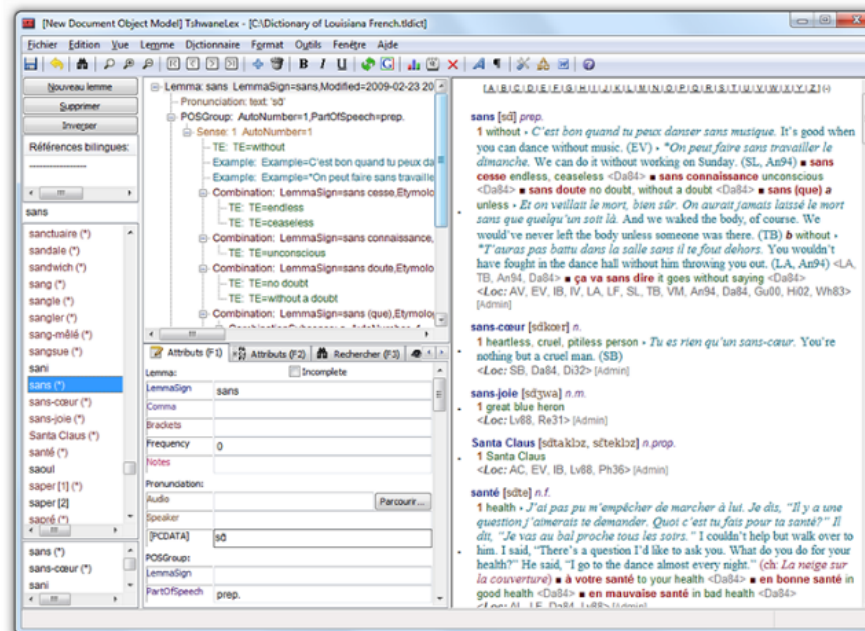 [New Document Object Model] TshwaneLex - [C:\Dictionary of Louisiana French.tldict]
Fichier Edition Vue Lemme Dictionnaire Format Outils Fenêtre Aide
Nouveau lemme
Supprimer
Inverser
Références bilingues:
----------------
sans
sanctuaire (*)
sandale (*)
sandwich (*)
sang (*)
sangle (*)
sangler (*)
sang-mêlé (*)
sangsue (*)
sani
sans (*)
sans-cœur (*)
sans-joie (*)
Santa Claus (*)
santé (*)
saoul
saper [1] (*)
saper [2]
sapré (*)
sans (*)
sans-cœur (*)
sani
Lemma: sans LemmaSign=sans,Modified=2009-02-23 20
Pronunciation: text: 'sɑ̃'
POSGroup: AutoNumber=1,PartOfSpeech=prep.
Sense: 1 AutoNumber=1
TE: TE=without
Example: Example=C'est bon quand tu peux da
Example: Example=*On peut faire sans travaille
Combination: LemmaSign=sans cesse,Etymolo
TE: TE=endless
TE: TE=ceaseless
Combination: LemmaSign=sans connaissance,
TE: TE=unconscious
Combination: LemmaSign=sans doute,Etymolo
TE: TE=no doubt
TE: TE=without a doubt
Combination: LemmaSign=sans (que),Etymolog
Attributs (F1) Attributs (F2) Rechercher (F3)
Lemma: Incomplete
LemmaSign sans
Comma
Brackets
Frequency 0
Notes
Pronunciation:
Audio Parcourir...
Speaker
[PCDATA] sɑ̃
POSGroup:
LemmaSign
PartOfSpeech prep.
[A|B|C|D|E|F|G|H|I|J|K|L|M|N|O|P|Q|R|S|T|U|V|W|X|Y|Z] (-)
sans [sɑ̃] prep.
1 without • C'est bon quand tu peux danser sans musique. It's good when
you can dance without music. (EV) • *On peut faire sans travailler le
dimanche. We can do it without working on Sunday. (SL, An94) ■ sans
cesse endless, ceaseless <Da84> ■ sans connaissance unconscious
<Da84> ■ sans doute no doubt, without a doubt <Da84> ■ sans (que) a
unless • Et on veillait le mort, bien sûr. On aurait jamais laissé le mort
sans que quelqu'un soit là. And we waked the body, of course. We
would've never left the body unless someone was there. (TB) b without •
*T'auras pas battu dans la salle sans il te fout dehors. You wouldn't
have fought in the dance hall without him throwing you out. (LA, An94) <LA,
TB, An94, Da84> ■ ça va sans dire it goes without saying <Da84>
<Loc: AV, EV, IB, IV, LA, LF, SL, TB, VM, An94, Da84, Gu00, Hi02, Wh83>
[Admin]
sans-cœur [sɑ̃kœr] n.
1 heartless, cruel, pitiless person • Tu es rien qu'un sans-cœur. You're
nothing but a cruel man. (SB)
<Loc: SB, Da84, Di32> [Admin]
sans-joie [sɑ̃ʒwa] n.m.
1 great blue heron
<Loc: Lv88, Re31> [Admin]
Santa Claus [sɑ̃taklɔz, sɛ̃teklɔz] n.prop.
1 Santa Claus
<Loc: AC, EV, IB, Lv88, Ph36> [Admin]
santé [sɑ̃te] n.f.
1 health • J'ai pas pu m'empêcher de marcher à lui. Je dis, "Il y a une
question j'aimerais te demander. Quoi c'est tu fais pour ta santé?" Il
dit, "Je vas au bal proche tous les soirs." I couldn't help but walk over to
him. I said, "There's a question I'd like to ask you. What do you do for your
health?" He said, "I go to the dance almost every night." (ch: La neige sur
la couverture) ■ à votre santé to your health <Da84> ■ en bonne santé in
good health <Da84> ■ en mauvaise santé in bad health <Da84>